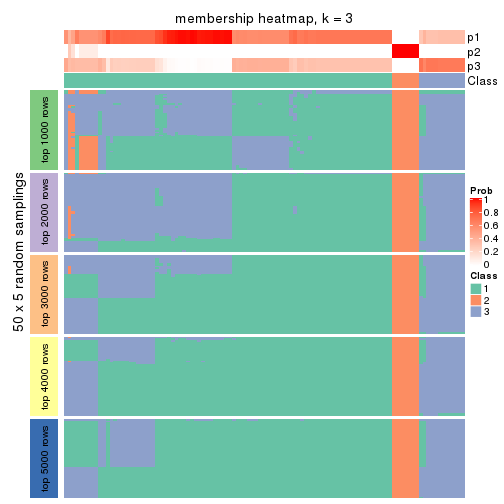 membership heatmap, k = 3
p1
p2
p3
Class
50 x 5 random samplings
top 1000 rows
top 2000 rows
top 3000 rows
top 4000 rows
top 5000 rows
Prob
1
0.8
0.6
0.4
0.2
0
Class
1
2
3